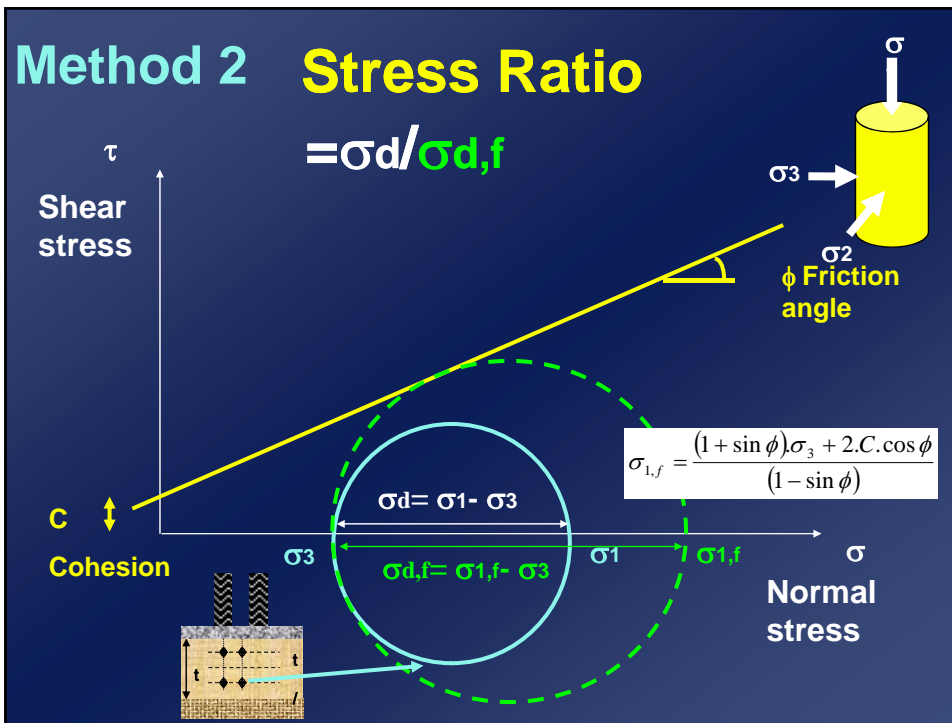 Method 2 Stress Ratio
=σd/σd,f
τ
Shear
stress
σ
σ3
σ2
ϕ Friction
angle
σ1,f = (1 + sin ϕ).σ3 + 2.C.cos ϕ / (1 − sin ϕ)
C
Cohesion
σd= σ1- σ3
σ3
σ1
σ1,f
σ
σd,f= σ1,f- σ3
Normal
stress
t
t
/